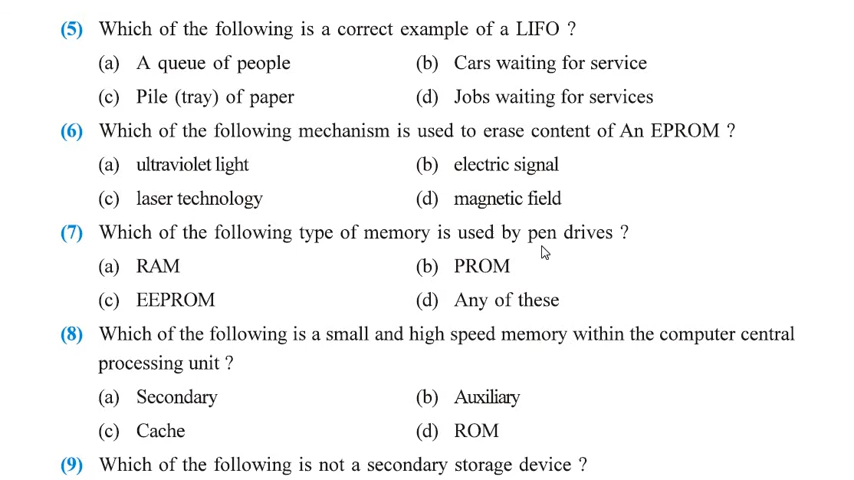 (5) Which of the following is a correct example of a LIFO ?
(a) A queue of people (b) Cars waiting for service
(c) Pile (tray) of paper (d) Jobs waiting for services
(6) Which of the following mechanism is used to erase content of An EPROM ?
(a) ultraviolet light (b) electric signal
(c) laser technology (d) magnetic field
(7) Which of the following type of memory is used by pen drives ?
(a) RAM (b) PROM
(c) EEPROM (d) Any of these
(8) Which of the following is a small and high speed memory within the computer central
processing unit ?
(a) Secondary (b) Auxiliary
(c) Cache (d) ROM
(9) Which of the following is not a secondary storage device ?